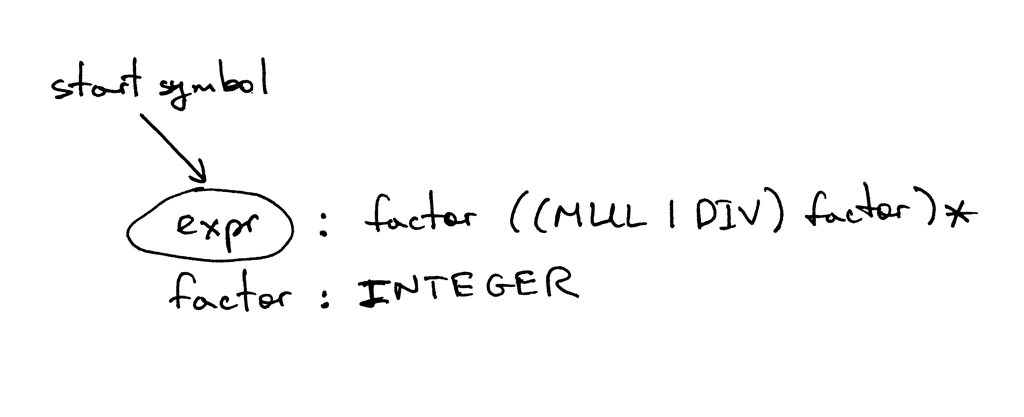 start symbol
expr : factor ((MUL | DIV) factor)*
factor : INTEGER